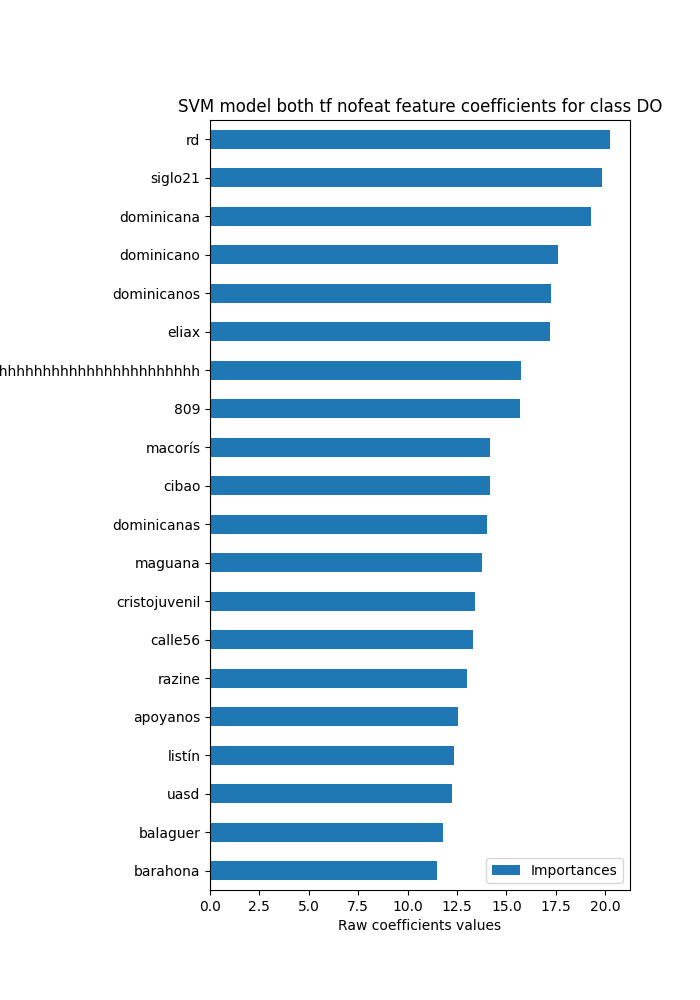 SVM model both tf nofeat feature coefficients for class DO
rd
siglo21
dominicana
dominicano
dominicanos
eliax
hhhhhhhhhhhhhhhhhhhhhhh
809
macorís
cibao
dominicanas
maguana
cristojuvenil
calle56
razine
apoyanos
listín
uasd
balaguer
barahona
Importances
0.0 2.5 5.0 7.5 10.0 12.5 15.0 17.5 20.0
Raw coefficients values